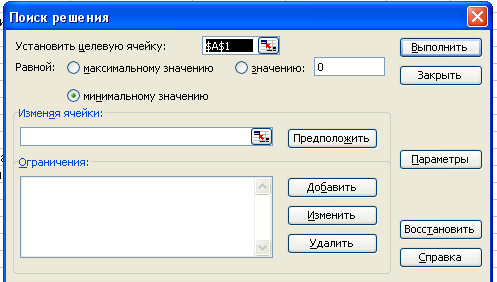 Поиск решения
Установить целевую ячейку: $A$1
Равной: максимальному значению значению: 0
минимальному значению
Изменяя ячейки:
Предположить
Ограничения:
Добавить
Изменить
Удалить
Выполнить
Закрыть
Параметры
Восстановить
Справка